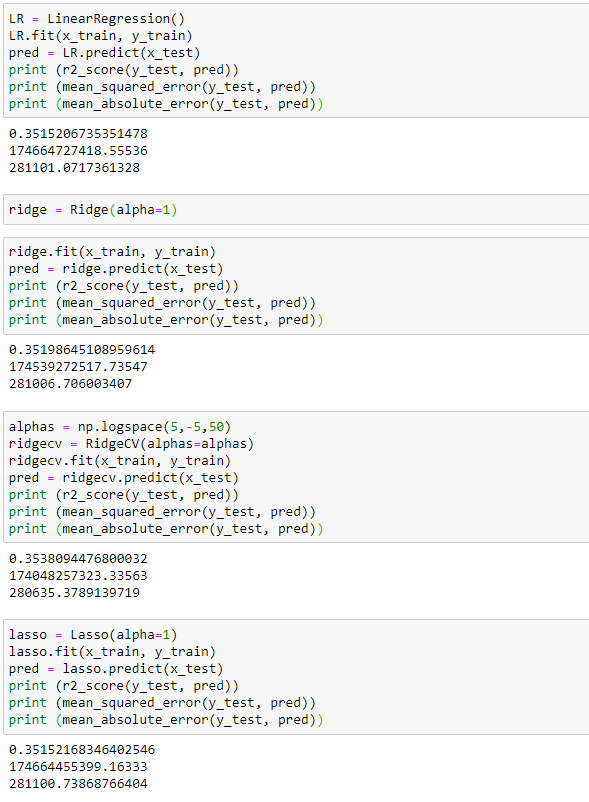 LR = LinearRegression()
LR.fit(x_train, y_train)
pred = LR.predict(x_test)
print (r2_score(y_test, pred))
print (mean_squared_error(y_test, pred))
print (mean_absolute_error(y_test, pred))
0.3515206735351478
174664727418.55536
281101.0717361328
ridge = Ridge(alpha=1)
ridge.fit(x_train, y_train)
pred = ridge.predict(x_test)
print (r2_score(y_test, pred))
print (mean_squared_error(y_test, pred))
print (mean_absolute_error(y_test, pred))
0.35198645108959614
174539272517.73547
281006.706003407
alphas = np.logspace(5,-5,50)
ridgecv = RidgeCV(alphas=alphas)
ridgecv.fit(x_train, y_train)
pred = ridgecv.predict(x_test)
print (r2_score(y_test, pred))
print (mean_squared_error(y_test, pred))
print (mean_absolute_error(y_test, pred))
0.3538094476800032
174048257323.33563
280635.3789139719
lasso = Lasso(alpha=1)
lasso.fit(x_train, y_train)
pred = lasso.predict(x_test)
print (r2_score(y_test, pred))
print (mean_squared_error(y_test, pred))
print (mean_absolute_error(y_test, pred))
0.35152168346402546
174664455399.16333
281100.73868766404